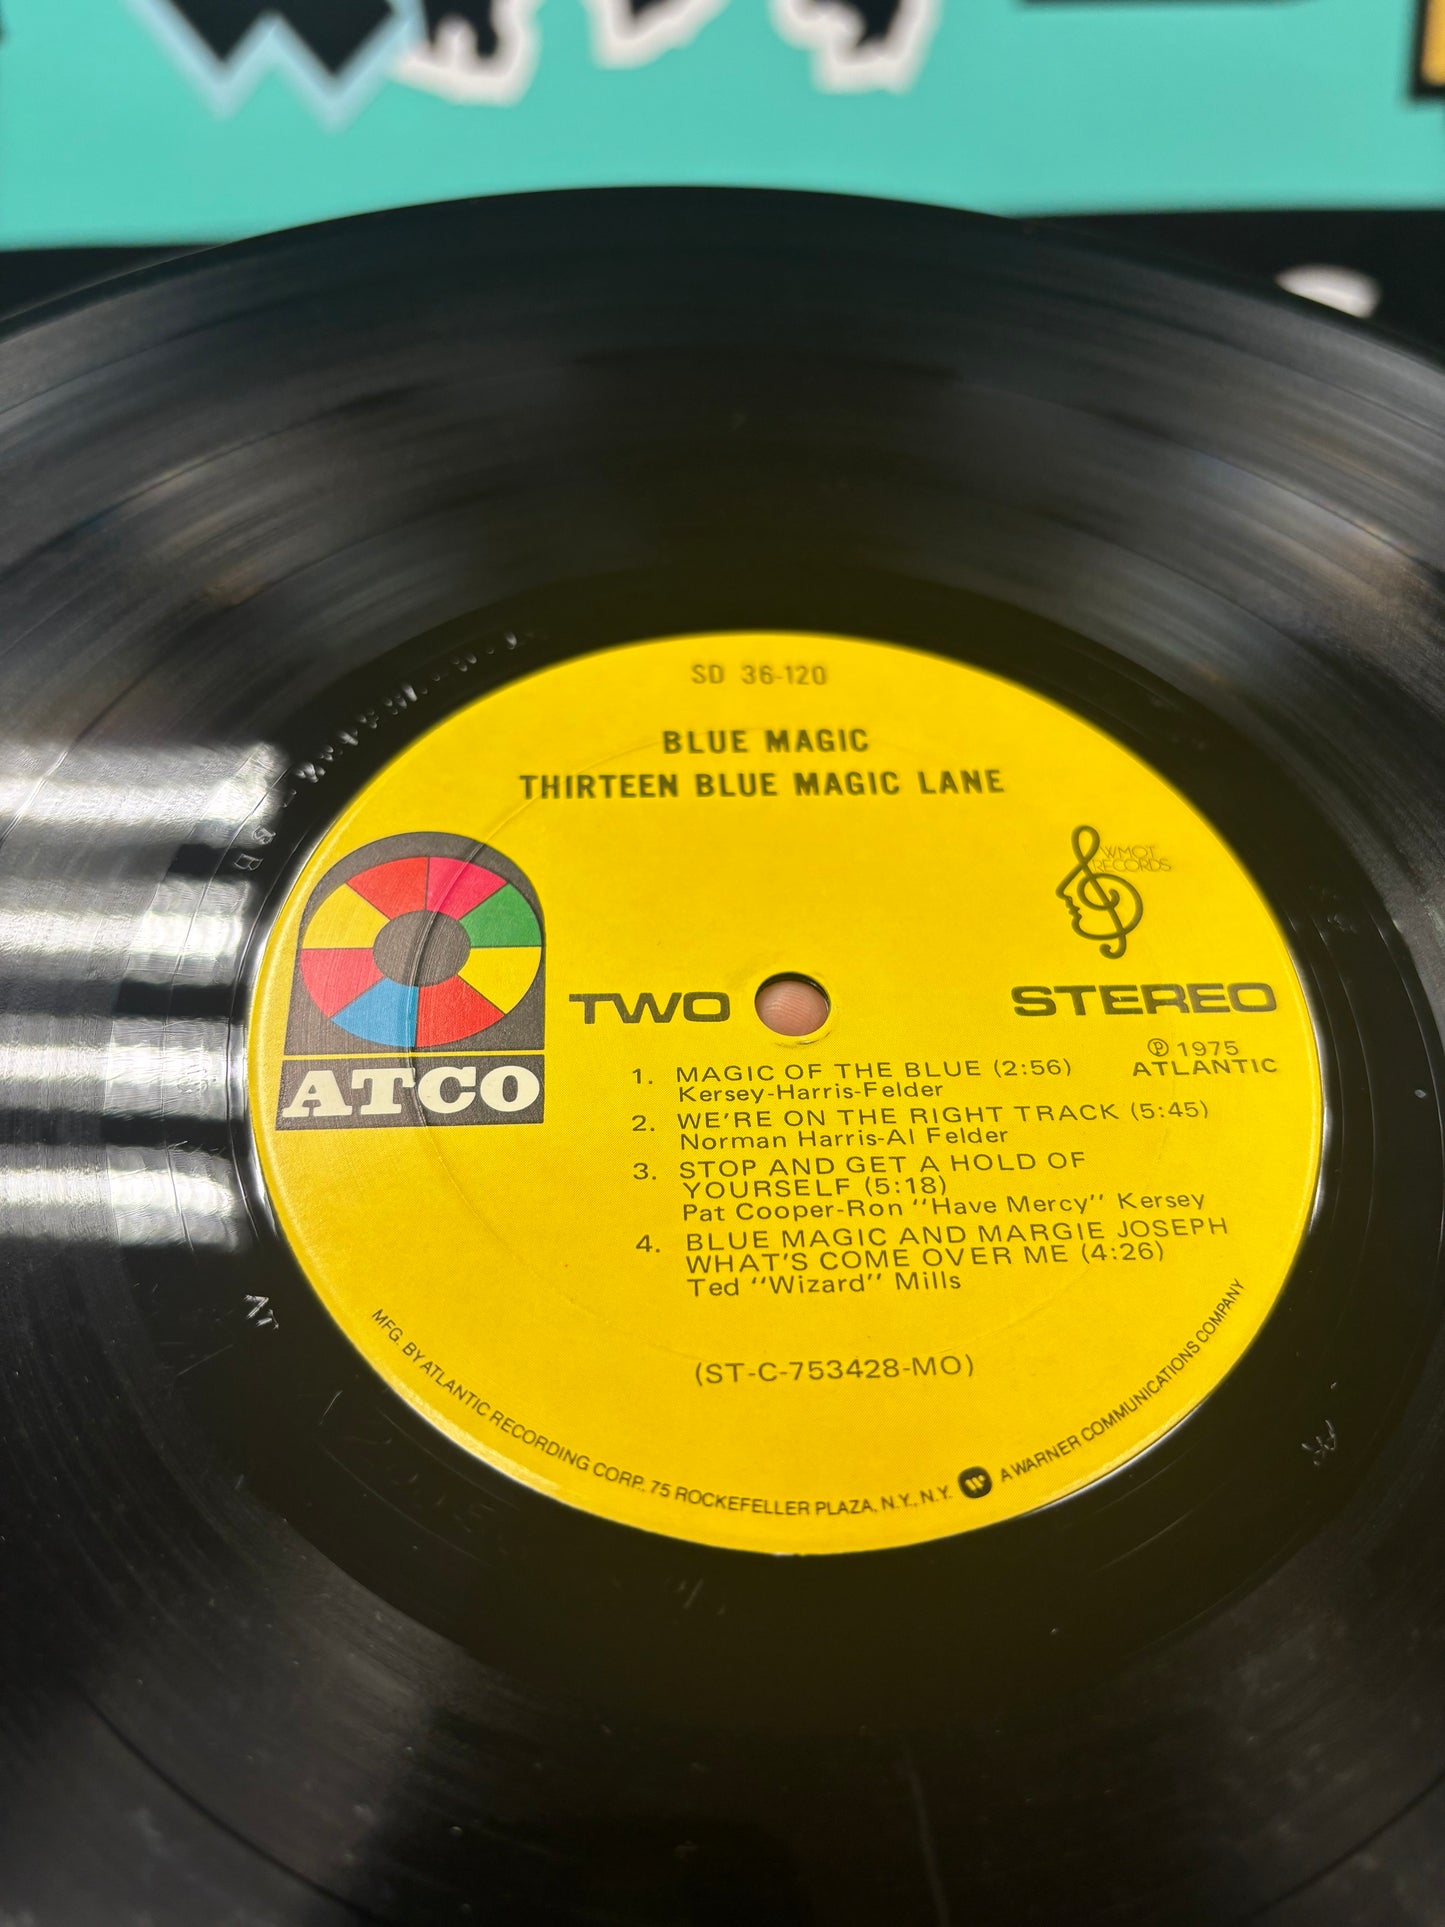 SD 36-120
BLUE MAGIC
THIRTEEN BLUE MAGIC LANE
WMOT
RECORDS
ATCO
TWO
STEREO
℗ 1975
ATLANTIC
1. MAGIC OF THE BLUE (2:56)
Kersey-Harris-Felder
2. WE'RE ON THE RIGHT TRACK (5:45)
Norman Harris-Al Felder
3. STOP AND GET A HOLD OF
YOURSELF (5:18)
Pat Cooper-Ron "Have Mercy" Kersey
4. BLUE MAGIC AND MARGIE JOSEPH
WHAT'S COME OVER ME (4:26)
Ted "Wizard" Mills
(ST-C-753428-MO)
MFG. BY ATLANTIC RECORDING CORP., 75 ROCKEFELLER PLAZA, N.Y., N.Y. A WARNER COMMUNICATIONS COMPANY